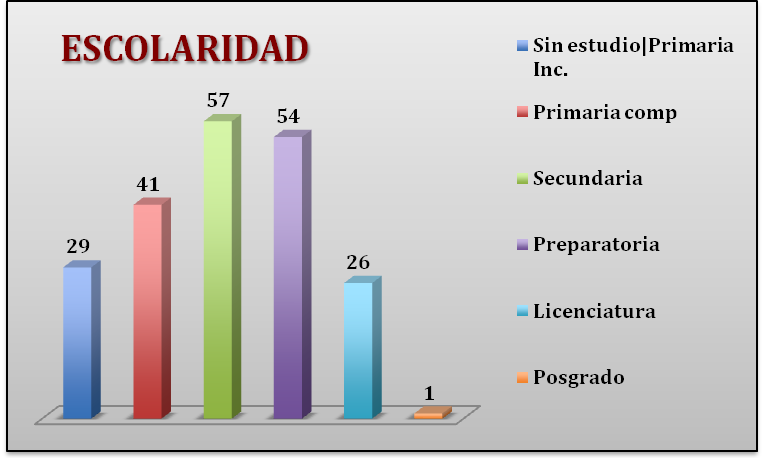 ESCOLARIDAD
29
41
57
54
26
1
Sin estudio|Primaria
Inc.
Primaria comp
Secundaria
Preparatoria
Licenciatura
Posgrado